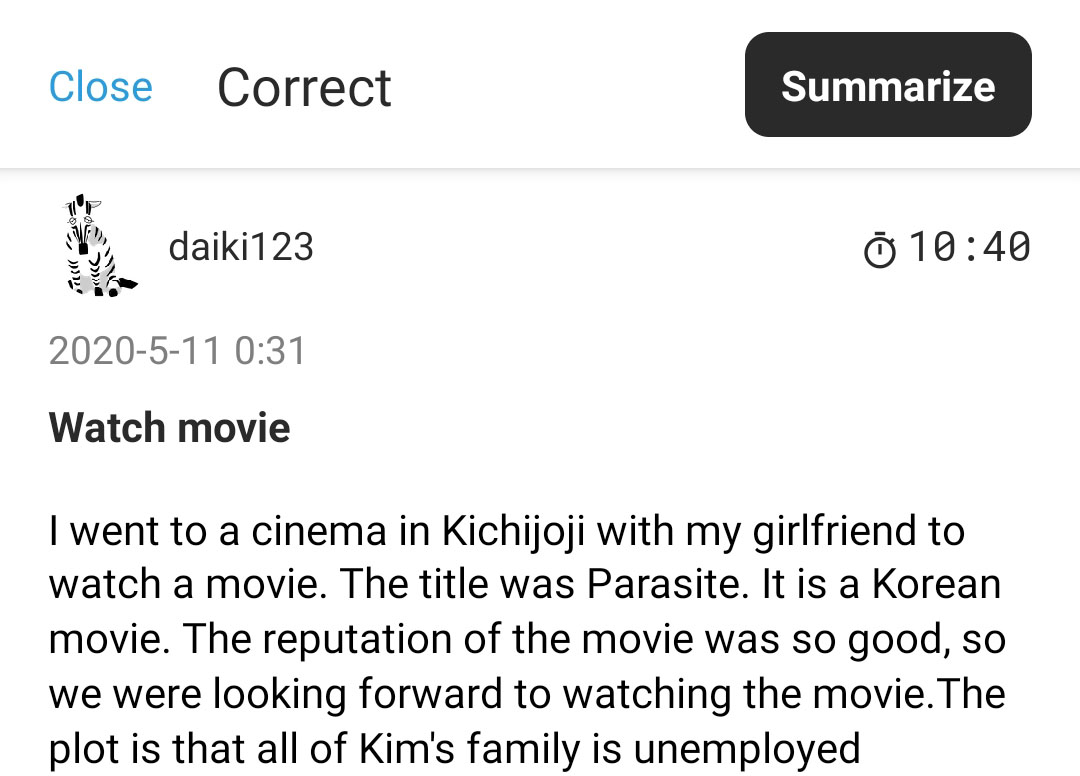 Close Correct Summarize
daiki123 10:40
2020-5-11 0:31
Watch movie
I went to a cinema in Kichijoji with my girlfriend to
watch a movie. The title was Parasite. It is a Korean
movie. The reputation of the movie was so good, so
we were looking forward to watching the movie.The
plot is that all of Kim's family is unemployed